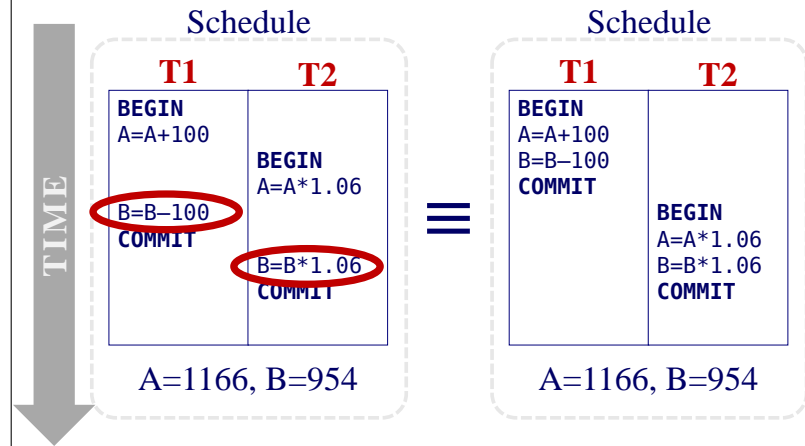 Schedule
T1 T2
BEGIN
A=A+100
BEGIN
A=A*1.06
B=B–100
COMMIT
B=B*1.06
COMMIT
A=1166, B=954
TIME
≡
Schedule
T1 T2
BEGIN
A=A+100
B=B–100
COMMIT
BEGIN
A=A*1.06
B=B*1.06
COMMIT
A=1166, B=954